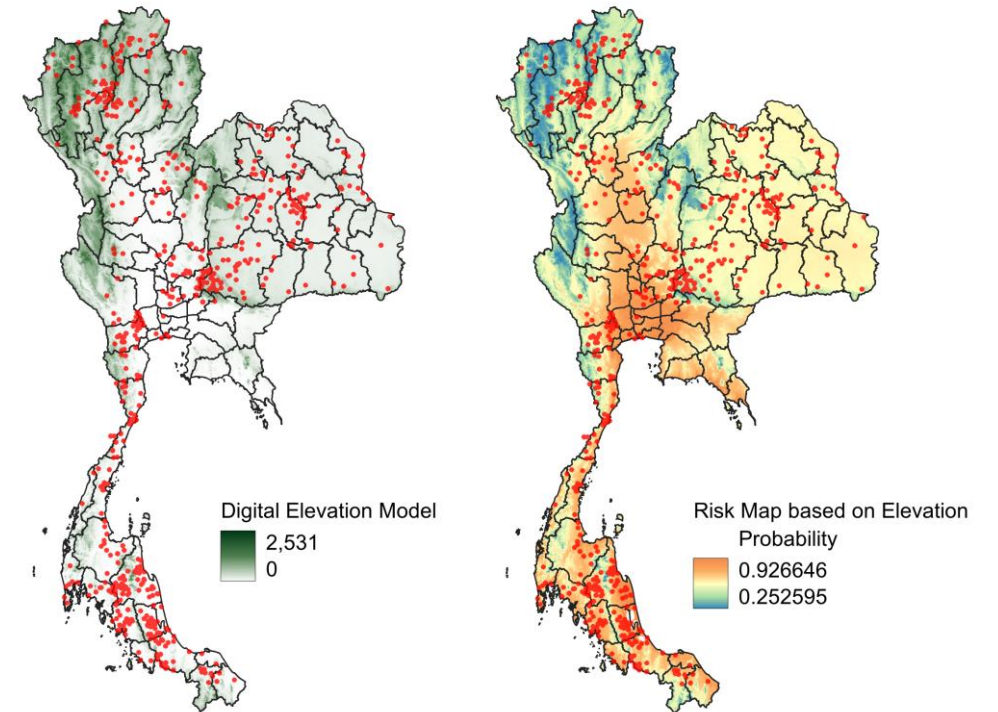 Digital Elevation Model
2,531
0
Risk Map based on Elevation
Probability
0.926646
0.252595